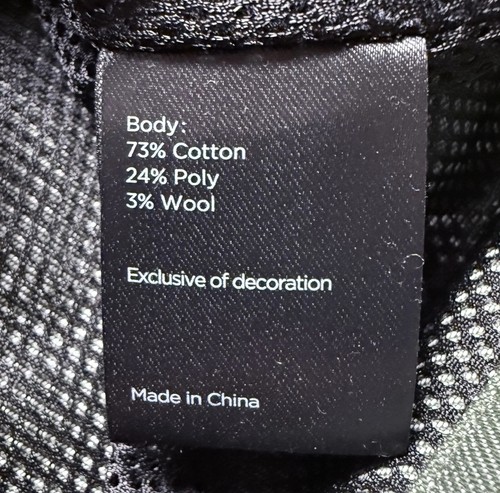 Body:
73% Cotton
24% Poly
3% Wool
Exclusive of decoration
Made in China